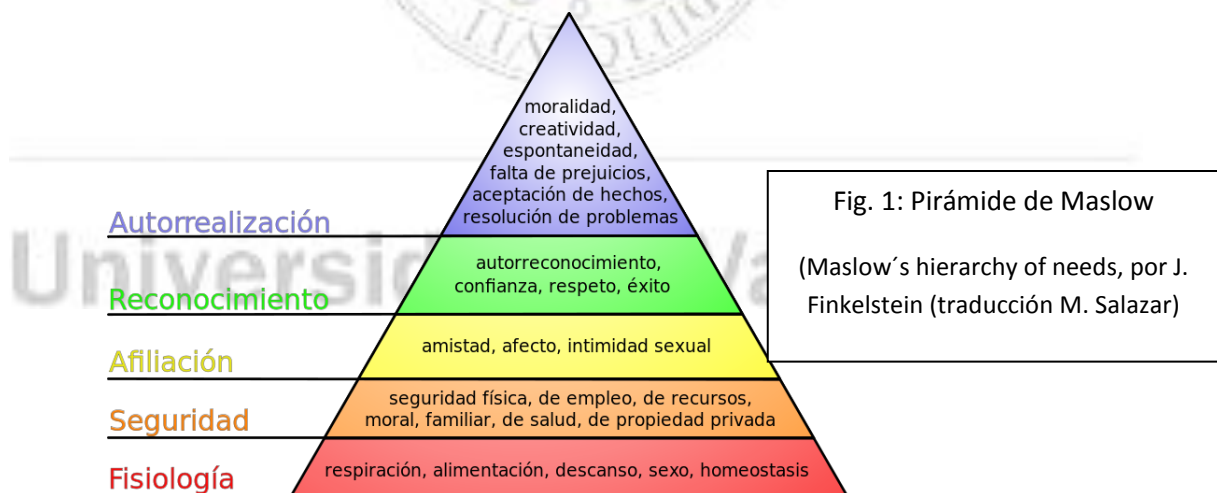 moralidad,
creatividad,
espontaneidad,
falta de prejuicios,
aceptación de hechos,
resolución de problemas
Autorrealización
autorreconocimiento,
confianza, respeto, éxito
Reconocimiento
amistad, afecto, intimidad sexual
Afiliación
seguridad física, de empleo, de recursos,
moral, familiar, de salud, de propiedad privada
Seguridad
respiración, alimentación, descanso, sexo, homeostasis
Fisiología
Fig. 1: Pirámide de Maslow
(Maslow´s hierarchy of needs, por J.
Finkelstein (traducción M. Salazar)